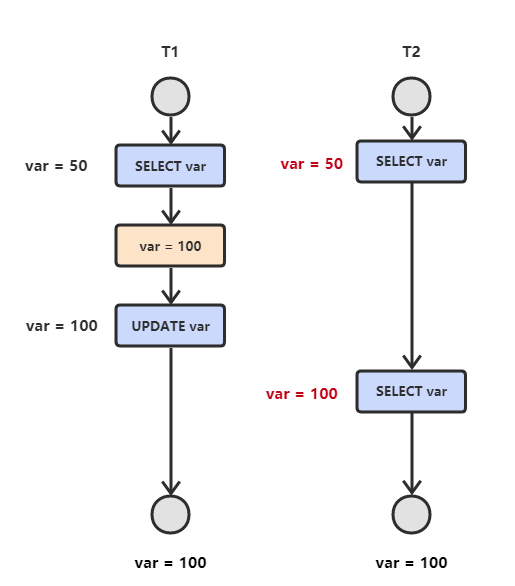 T1
T2
var = 50
SELECT var
var = 50
SELECT var
var = 100
var = 100
UPDATE var
var = 100
SELECT var
var = 100
var = 100